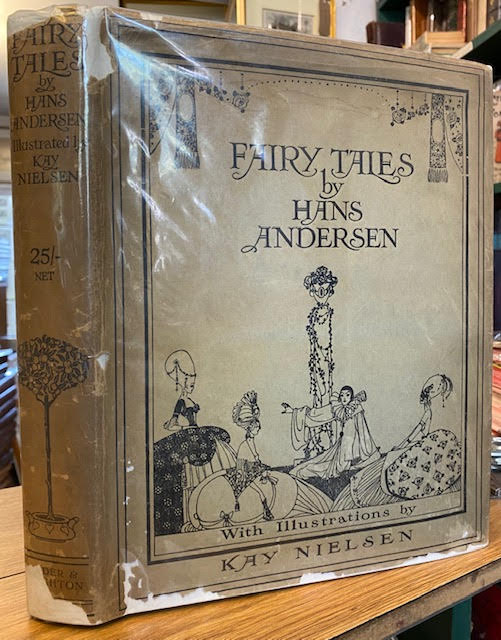 FAIRY
TALES
by
HANS
ANDERSEN
Illustrated by
KAY
NIELSEN
25/-
NET
FAIRY TALES
by
HANS
ANDERSEN
With Illustrations by
KAY NIELSEN